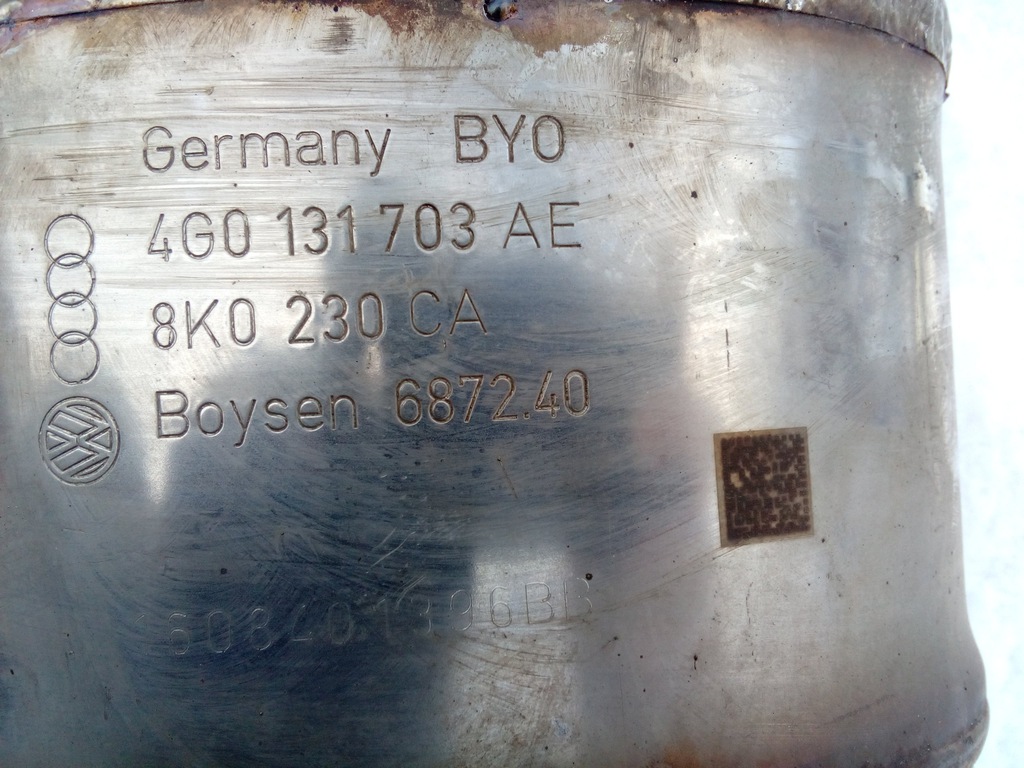 Germany BYO
4G0 131 703 AE
8K0 230 CA
Boysen 6872.40